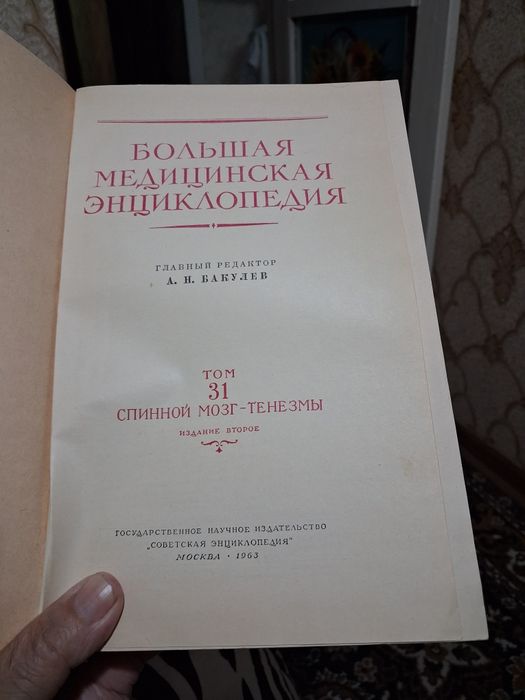 БОЛЬШАЯ
МЕДИЦИНСКАЯ
ЭНЦИКЛОПЕДИЯ
ГЛАВНЫЙ РЕДАКТОР
А. Н. БАКУЛЕВ
ТОМ
31
СПИННОЙ МОЗГ-ТЕНЕЗМЫ
ИЗДАНИЕ ВТОРОЕ
ГОСУДАРСТВЕННОЕ НАУЧНОЕ ИЗДАТЕЛЬСТВО
„СОВЕТСКАЯ ЭНЦИКЛОПЕДИЯ"
МОСКВА · 1963